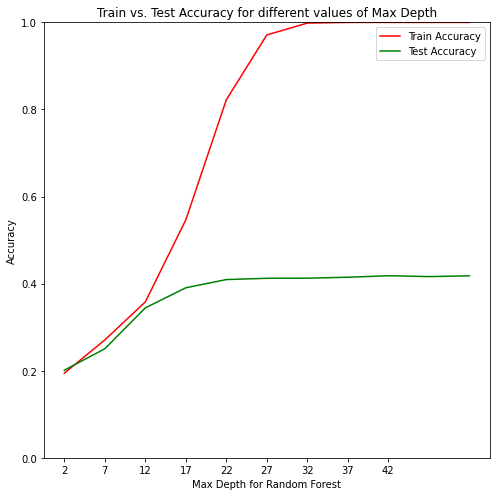 Train vs. Test Accuracy for different values of Max Depth
Train Accuracy
Test Accuracy
Accuracy
1.0
0.8
0.6
0.4
0.2
0.0
2 7 12 17 22 27 32 37 42
Max Depth for Random Forest